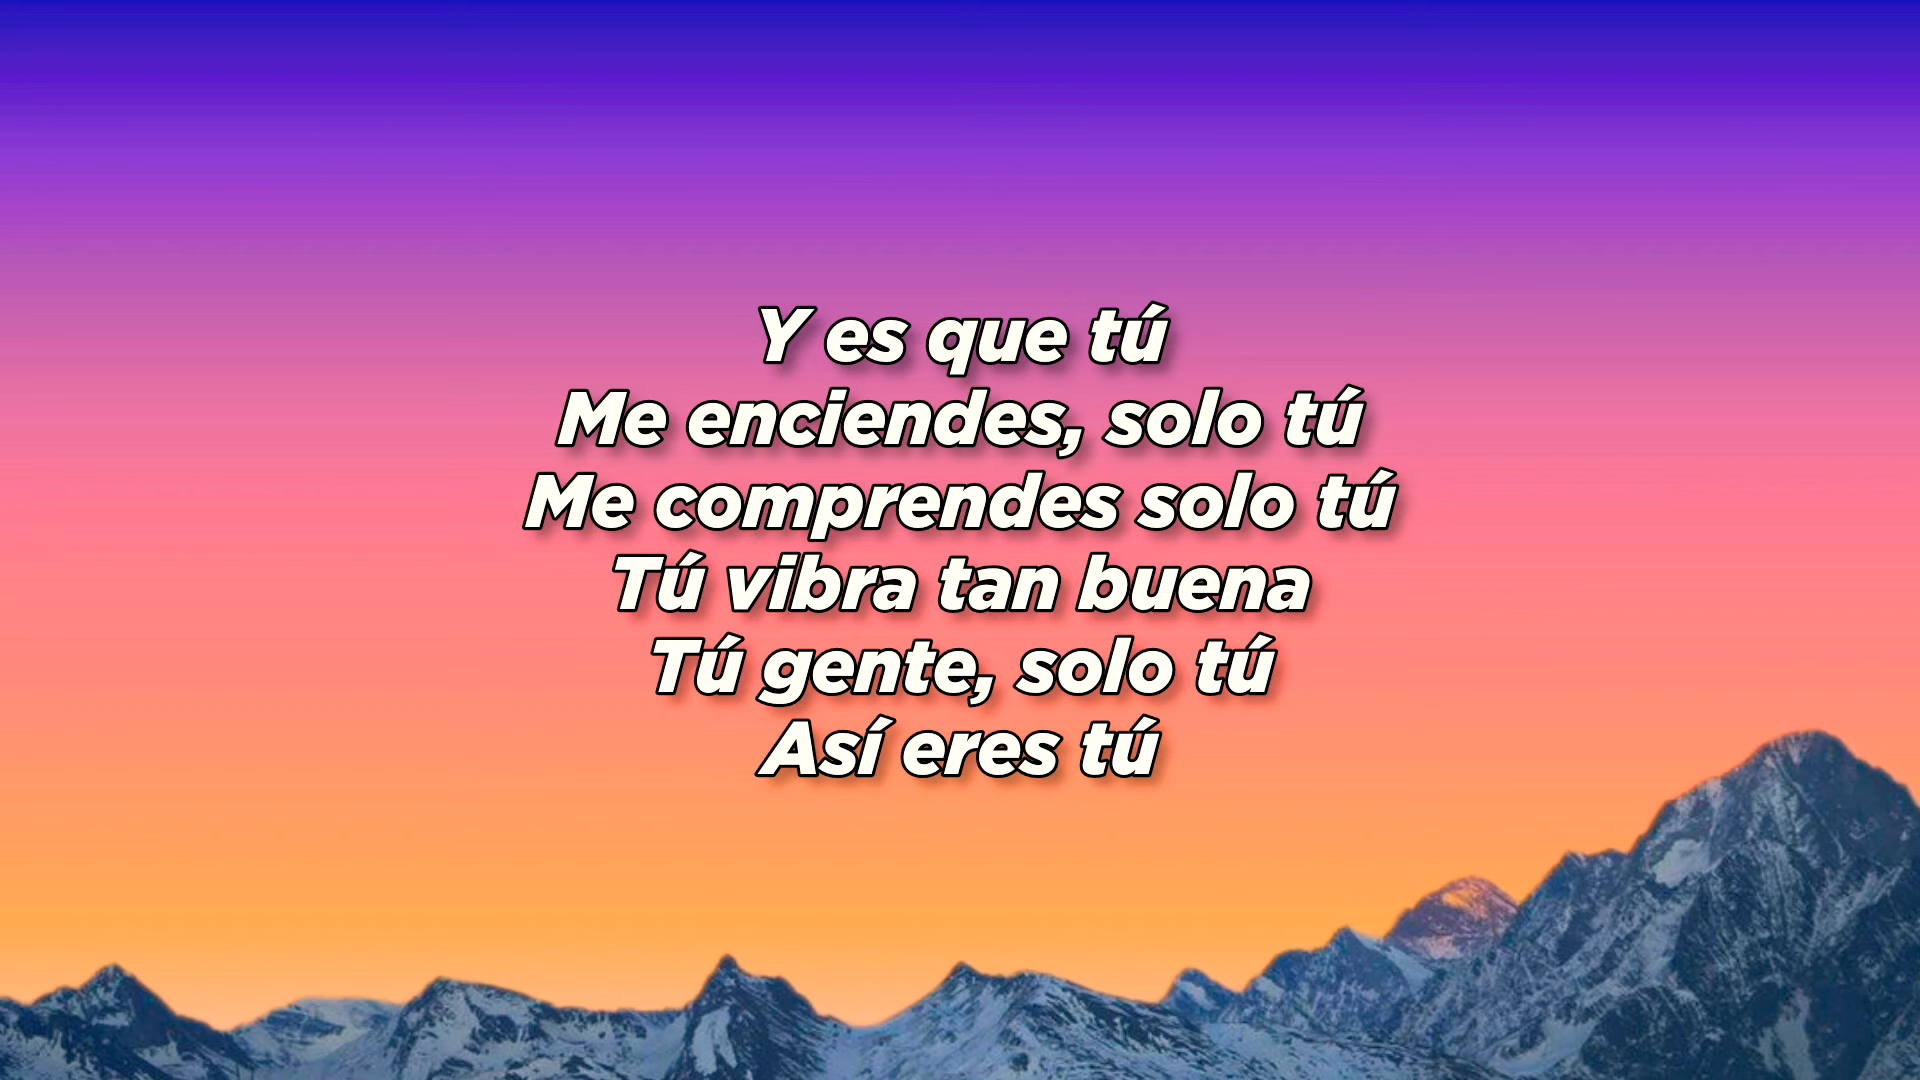 Y es que tú
Me enciendes, solo tú
Me comprendes solo tú
Tú vibra tan buena
Tú gente, solo tú
Así eres tú